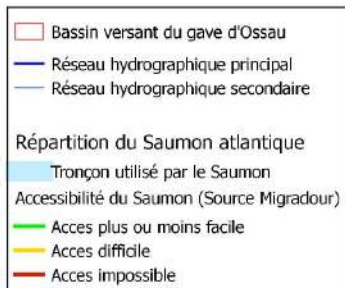 Bassin versant du gave d'Ossau
Réseau hydrographique principal
Réseau hydrographique secondaire
Répartition du Saumon atlantique
Tronçon utilisé par le Saumon
Accessibilité du Saumon (Source Migradour)
Acces plus ou moins facile
Acces difficile
Acces impossible